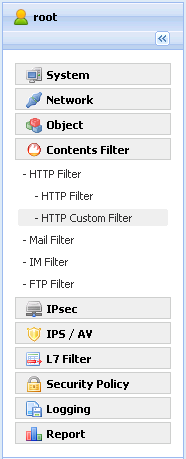 root
System
Network
Object
Contents Filter
- HTTP Filter
- HTTP Filter
- HTTP Custom Filter
- Mail Filter
- IM Filter
- FTP Filter
IPsec
IPS / AV
L7 Filter
Security Policy
Logging
Report